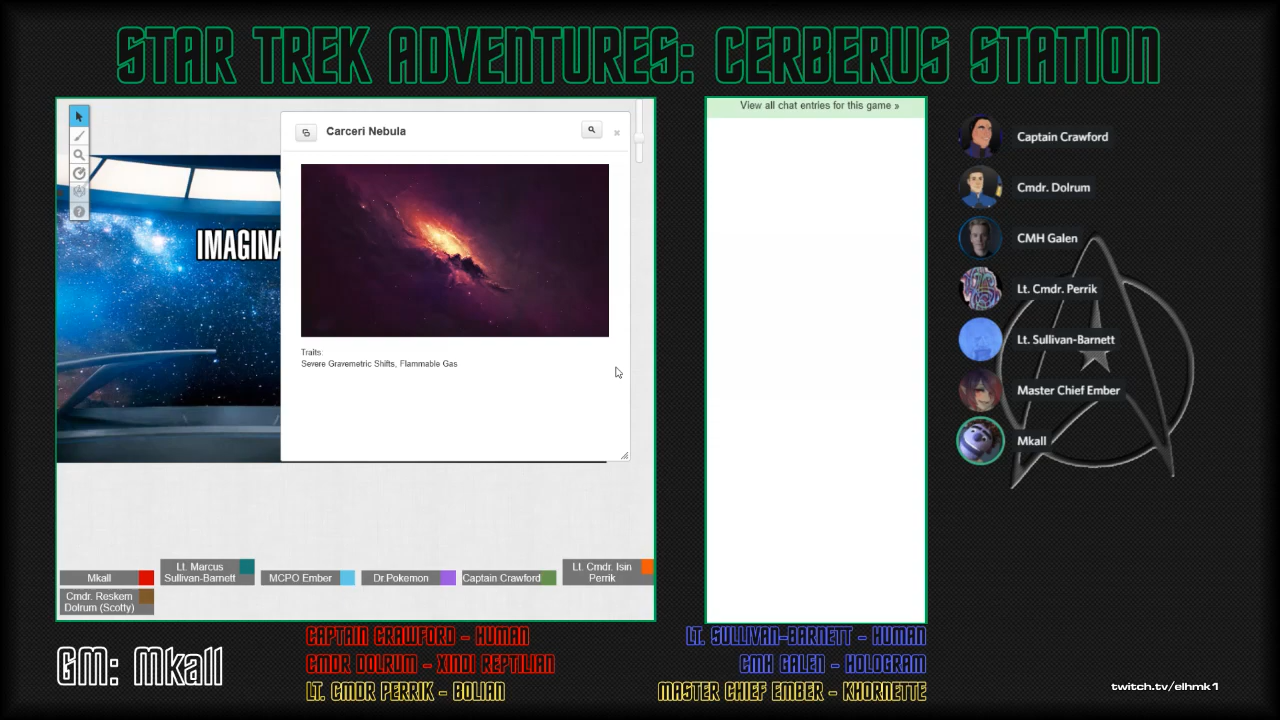 STAR TREK ADVENTURES: CERBERUS STATION
Carceri Nebula
IMAGINA
Traits:
Severe Gravemetric Shifts, Flammable Gas
View all chat entries for this game »
Captain Crawford
Cmdr. Dolrum
CMH Galen
Lt. Cmdr. Perrik
Lt. Sullivan-Barnett
Master Chief Ember
Mkall
Mkall
Lt. Marcus
Sullivan-Barnett
MCPO Ember
Dr.Pokemon
Captain Crawford
Lt. Cmdr. Isin
Perrik
Cmdr. Reskem
Dolrum (Scotty)
GM: Mkall
CAPTAIN CRAWFORD - HUMAN
CMDR DOLRUM - XINDI REPTILIAN
LT. CMDR PERRIK - BOLIAN
LT. SULLIVAN-BARNETT - HUMAN
CMH GALEN - HOLOGRAM
MASTER CHIEF EMBER - KHORNETTE
twitch.tv/elhmk1